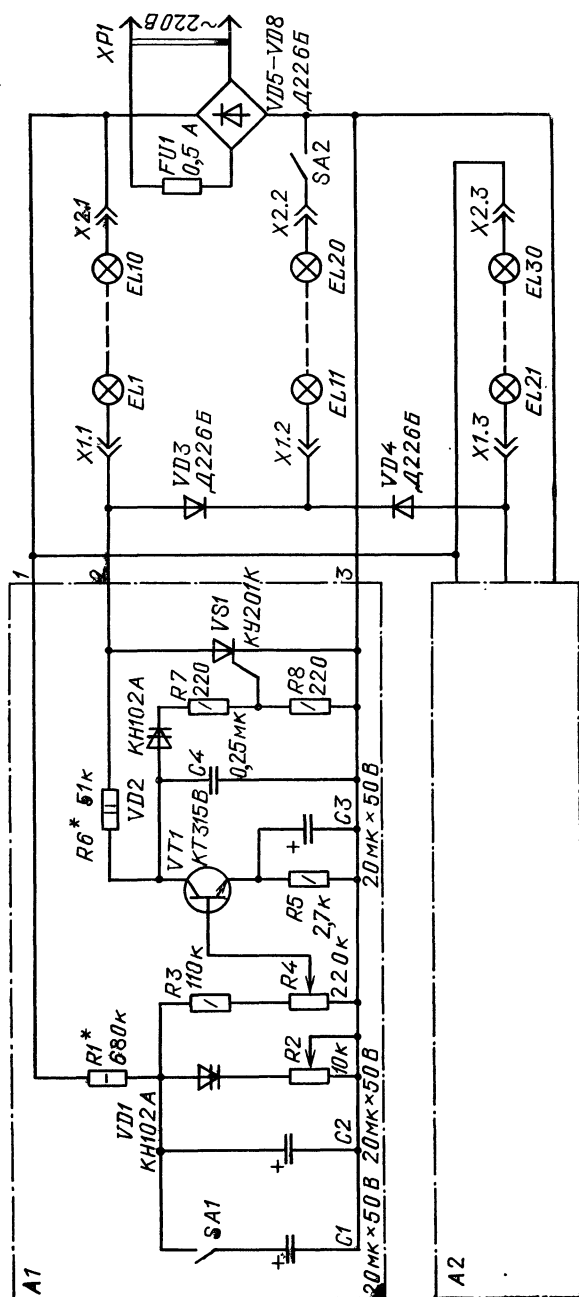 XP1
~220В
FU1
0,5 А
VD5-VD8
Д226Б
X2.1
EL10
EL1
X1.1
SA2
X2.2
EL20
EL11
X1.2
X2.3
EL30
EL21
X1.3
VD3
Д226Б
VD4
Д226Б
1
2
3
A1
R1*
680к
VD1
КН102А
SA1
C1
20мк×50В
C2
20мк×50В
R2
10к
R3
110к
R4
220к
VT1
КТ315В
R5
2,7к
C3
20мк×50В
R6* 51к
VD2
КН102А
C4
0,25мк
R7
220
R8
220
VS1
КУ201К
A2